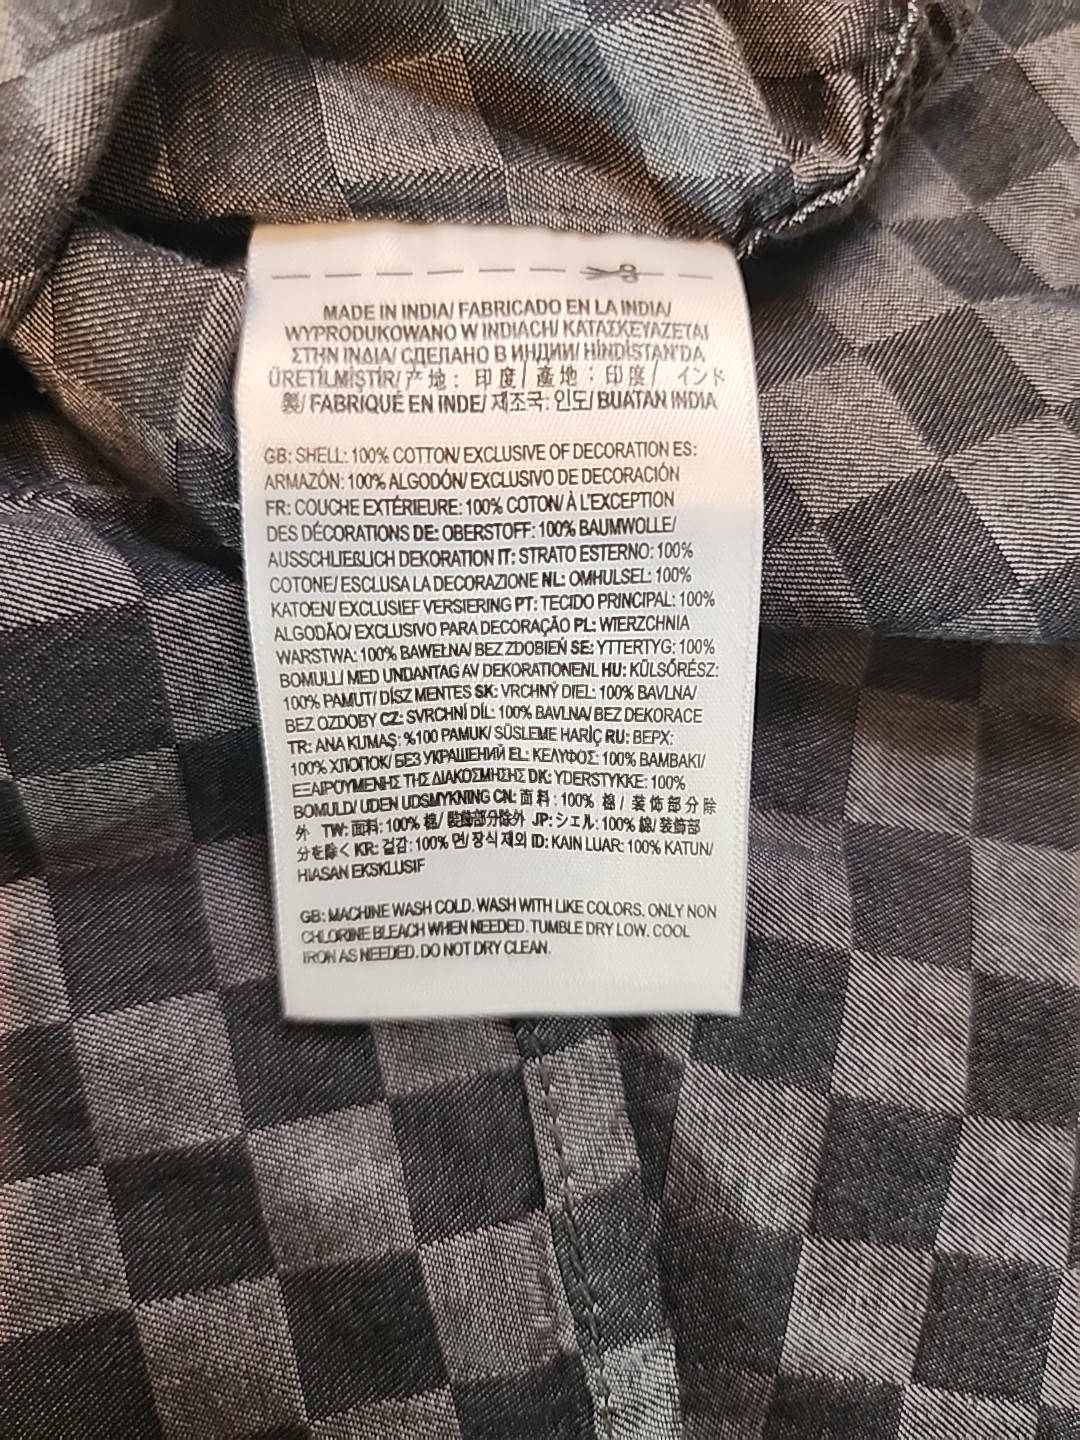 MADE IN INDIA/ FABRICADO EN LA INDIA/
WYPRODUKOWANO W INDIACH/ ΚΑΤΑΣΚΕΥΑΖΕΤΑΙ
ΣΤΗΝ ΙΝΔΙΑ/ СДЕЛАНО В ИНДИИ/ HİNDİSTAN'DA
ÜRETİLMİŞTİR/ 产地: 印度/ 產地: 印度/ インド
製/ FABRIQUÉ EN INDE/ 제조국: 인도/ BUATAN INDIA
GB: SHELL: 100% COTTON/ EXCLUSIVE OF DECORATION ES:
ARMAZÓN: 100% ALGODÓN/ EXCLUSIVO DE DECORACIÓN
FR: COUCHE EXTÉRIEURE: 100% COTON/ À L'EXCEPTION
DES DÉCORATIONS DE: OBERSTOFF: 100% BAUMWOLLE/
AUSSCHLIEßLICH DEKORATION IT: STRATO ESTERNO: 100%
COTONE/ ESCLUSA LA DECORAZIONE NL: OMHULSEL: 100%
KATOEN/ EXCLUSIEF VERSIERING PT: TECIDO PRINCIPAL: 100%
ALGODÃO/ EXCLUSIVO PARA DECORAÇÃO PL: WIERZCHNIA
WARSTWA: 100% BAWEŁNA/ BEZ ZDOBIEŃ SE: YTTERTYG: 100%
BOMULL/ MED UNDANTAG AV DEKORATIONENL HU: KÜLSŐRÉSZ:
100% PAMUT/ DÍSZ MENTES SK: VRCHNÝ DIEL: 100% BAVLNA/
BEZ OZDOBY CZ: SVRCHNÍ DÍL: 100% BAVLNA/ BEZ DEKORACE
TR: ANA KUMAŞ: %100 PAMUK/ SÜSLEME HARİÇ RU: ВЕРХ:
100% ХЛОПОК/ БЕЗ УКРАШЕНИЙ EL: ΚΕΛΥΦΟΣ: 100% ΒΑΜΒΑΚΙ/
ΕΞΑΙΡΟΥΜΕΝΗΣ ΤΗΣ ΔΙΑΚΟΣΜΗΣΗΣ DK: YDERSTYKKE: 100%
BOMULD/ UDEN UDSMYKNING CN: 面料: 100% 棉/ 装饰部分除
外 TW: 面料: 100% 棉/ 裝飾部分除外 JP: シェル: 100% 綿/ 装飾部
分を除く KR: 겉감: 100% 면/ 장식 제외 ID: KAIN LUAR: 100% KATUN/
HIASAN EKSKLUSIF
GB: MACHINE WASH COLD. WASH WITH LIKE COLORS. ONLY NON
CHLORINE BLEACH WHEN NEEDED. TUMBLE DRY LOW. COOL
IRON AS NEEDED. DO NOT DRY CLEAN.